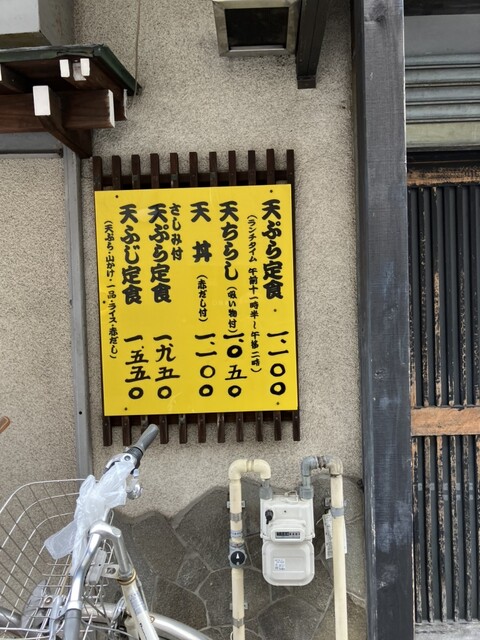 天ぷら定食 一、一〇〇
(ランチタイム 午前十一時半～午後二時)
天ちらし(吸い物付)一、〇五〇
天丼(赤だし付)一、一〇〇
さしみ付
天ぷら定食 一、九五〇
天ふじ定食 一、五五〇
(天ぷら・山かけ・一品・ライス・赤だし)